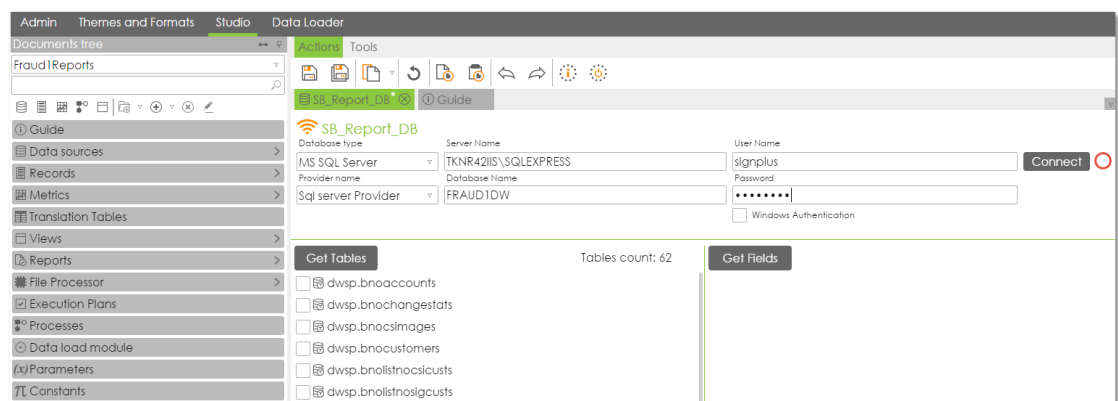 Admin Themes and Formats Studio Data Loader
Documents tree
Fraud1Reports
Guide
Data sources
Records
Metrics
Translation Tables
Views
Reports
File Processor
Execution Plans
Processes
Data load module
(x) Parameters
Constants
Actions Tools
SB_Report_DB* Guide
SB_Report_DB
Database type Server Name User Name
MS SQL Server TKNR42IIS\SQLEXPRESS signplus Connect
Provider name Database Name Password
Sql server Provider FRAUD1DW ••••••••
Windows Authentication
Get Tables Tables count: 62 Get Fields
dwsp.bnoaccounts
dwsp.bnochangestats
dwsp.bnocsimages
dwsp.bnocustomers
dwsp.bnolistnocsicusts
dwsp.bnolistnosigcusts